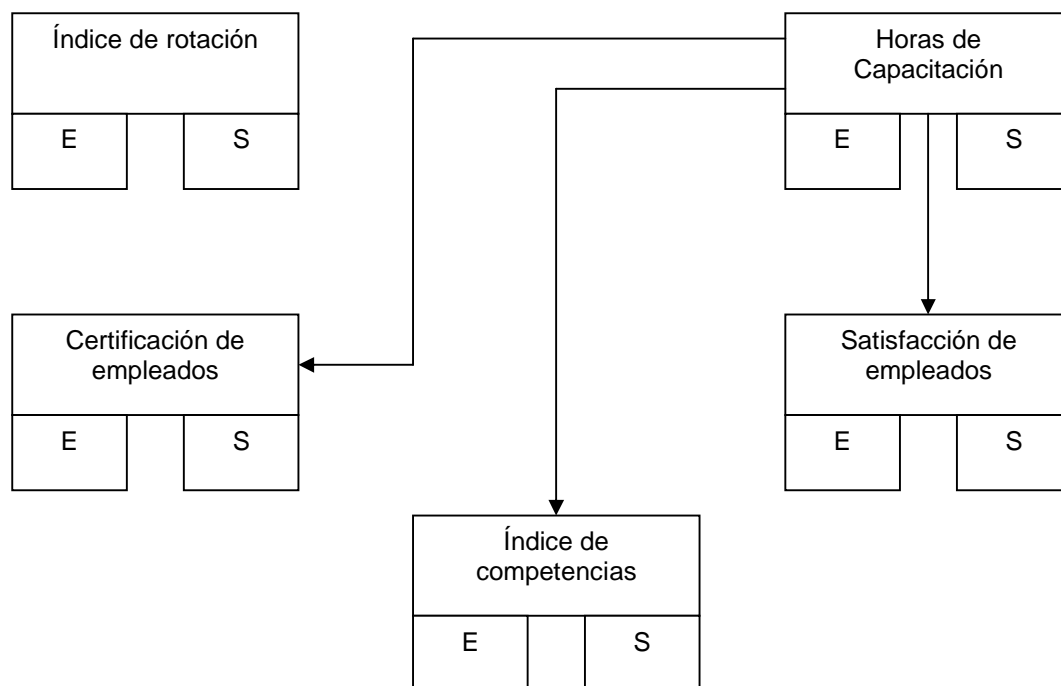 Índice de rotación
E
S
Horas de
Capacitación
E
S
Certificación de
empleados
E
S
Satisfacción de
empleados
E
S
Índice de
competencias
E
S